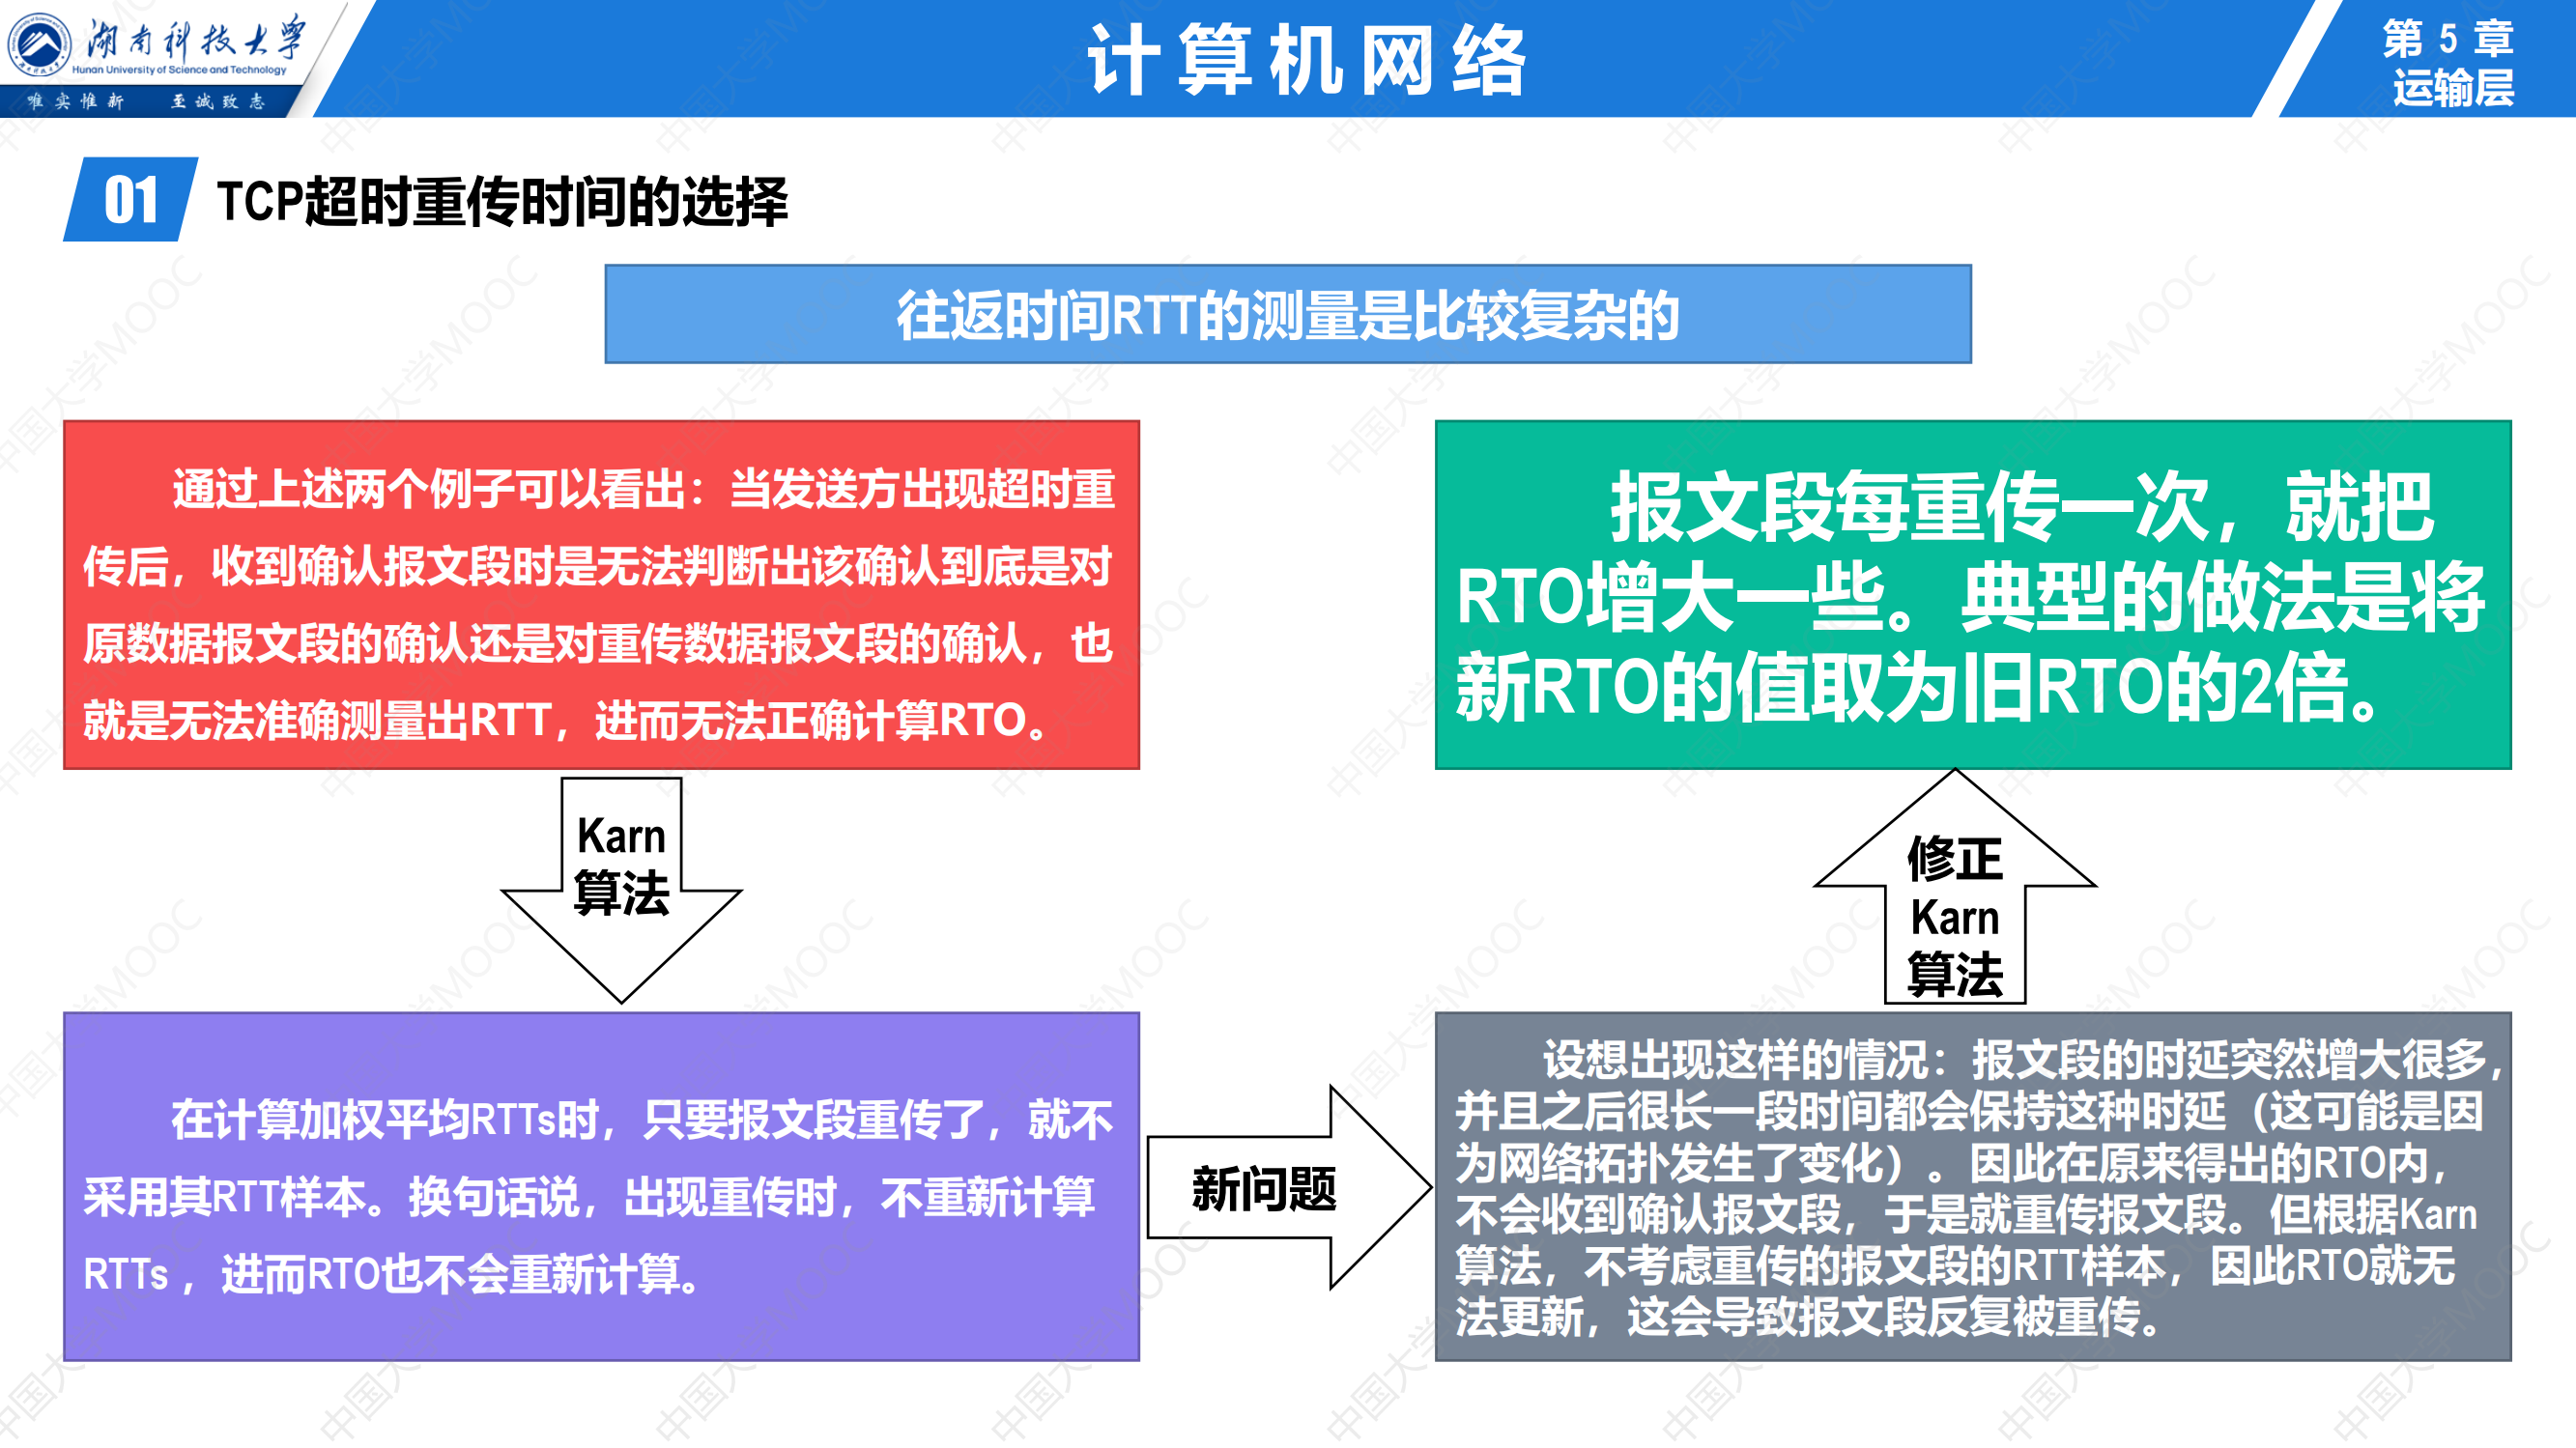 湖南科技大学
Hunan University of Science and Technology
唯实惟新 至诚致志
计算机网络
第 5 章
运输层
01 TCP超时重传时间的选择
往返时间RTT的测量是比较复杂的
通过上述两个例子可以看出：当发送方出现超时重
传后，收到确认报文段时是无法判断出该确认到底是对
原数据报文段的确认还是对重传数据报文段的确认，也
就是无法准确测量出RTT，进而无法正确计算RTO。
Karn
算法
在计算加权平均RTTs时，只要报文段重传了，就不
采用其RTT样本。换句话说，出现重传时，不重新计算
RTTs ，进而RTO也不会重新计算。
新问题
设想出现这样的情况：报文段的时延突然增大很多，
并且之后很长一段时间都会保持这种时延（这可能是因
为网络拓扑发生了变化）。因此在原来得出的RTO内，
不会收到确认报文段，于是就重传报文段。但根据Karn
算法，不考虑重传的报文段的RTT样本，因此RTO就无
法更新，这会导致报文段反复被重传。
修正
Karn
算法
报文段每重传一次，就把
RTO增大一些。典型的做法是将
新RTO的值取为旧RTO的2倍。
中国大学MOOC